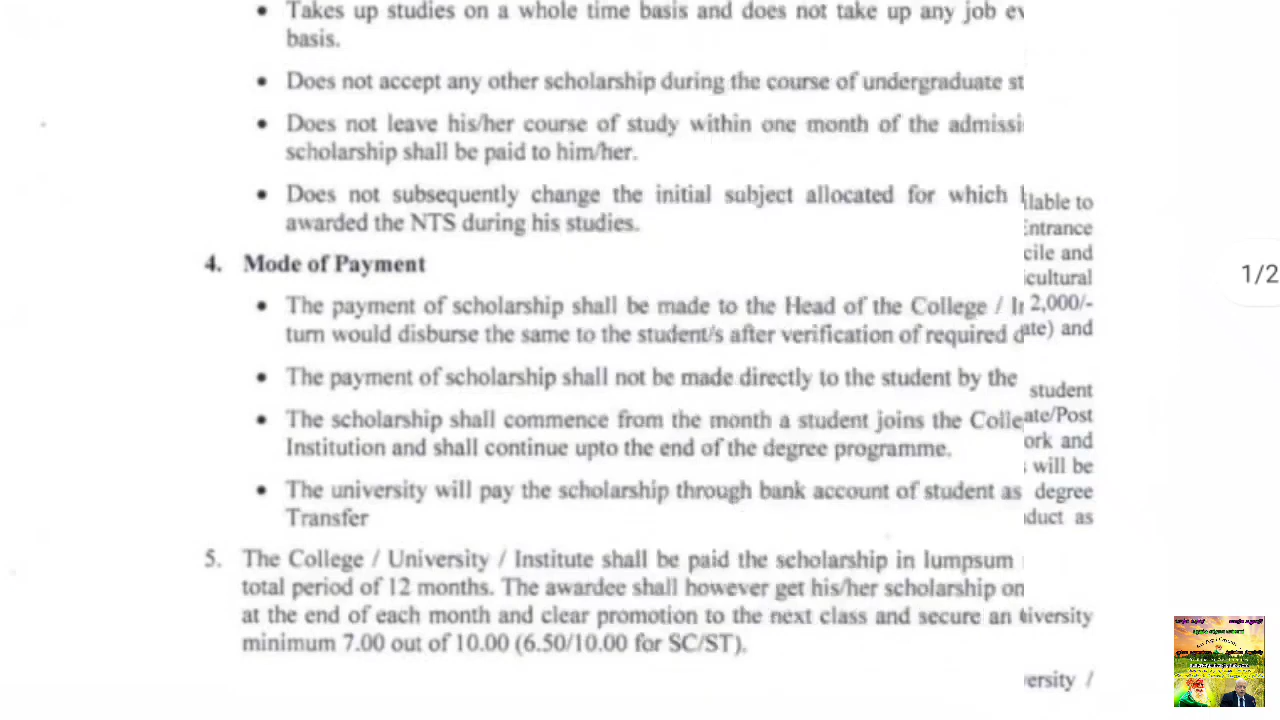 • Takes up studies on a whole time basis and does not take up any job ev
basis.
• Does not accept any other scholarship during the course of undergraduate st
• Does not leave his/her course of study within one month of the admissi
scholarship shall be paid to him/her.
• Does not subsequently change the initial subject allocated for which
awarded the NTS during his studies.
4. Mode of Payment
• The payment of scholarship shall be made to the Head of the College / In
turn would disburse the same to the student/s after verification of required d
• The payment of scholarship shall not be made directly to the student by the
• The scholarship shall commence from the month a student joins the Colle
Institution and shall continue upto the end of the degree programme.
• The university will pay the scholarship through bank account of student as
Transfer
5. The College / University / Institute shall be paid the scholarship in lumpsum
total period of 12 months. The awardee shall however get his/her scholarship on
at the end of each month and clear promotion to the next class and secure an
minimum 7.00 out of 10.00 (6.50/10.00 for SC/ST).
ilable to
Entrance
cile and
icultural
2,000/-
ate) and
student
ate/Post
ork and
will be
degree
duct as
iversity
ersity /
1/2